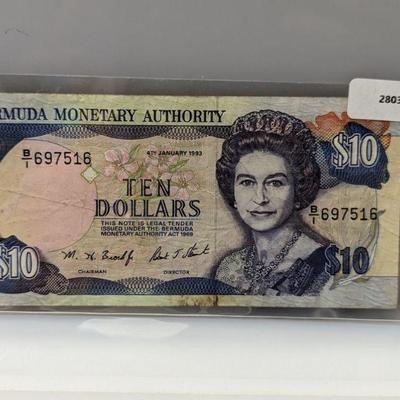 RMUDA MONETARY AUTHORITY
2803
4TH JANUARY 1993
B/1 697516
$10
TEN
DOLLARS
B/1 697516
THIS NOTE IS LEGAL TENDER
ISSUED UNDER THE BERMUDA
MONETARY AUTHORITY ACT 1969
$10
$10
CHAIRMAN DIRECTOR